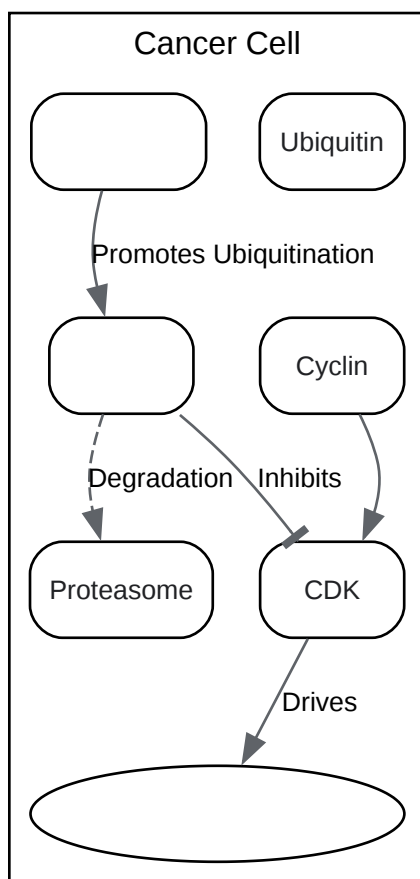 Cancer Cell
Ubiquitin
Promotes Ubiquitination
Cyclin
Degradation
Inhibits
Proteasome
CDK
Drives